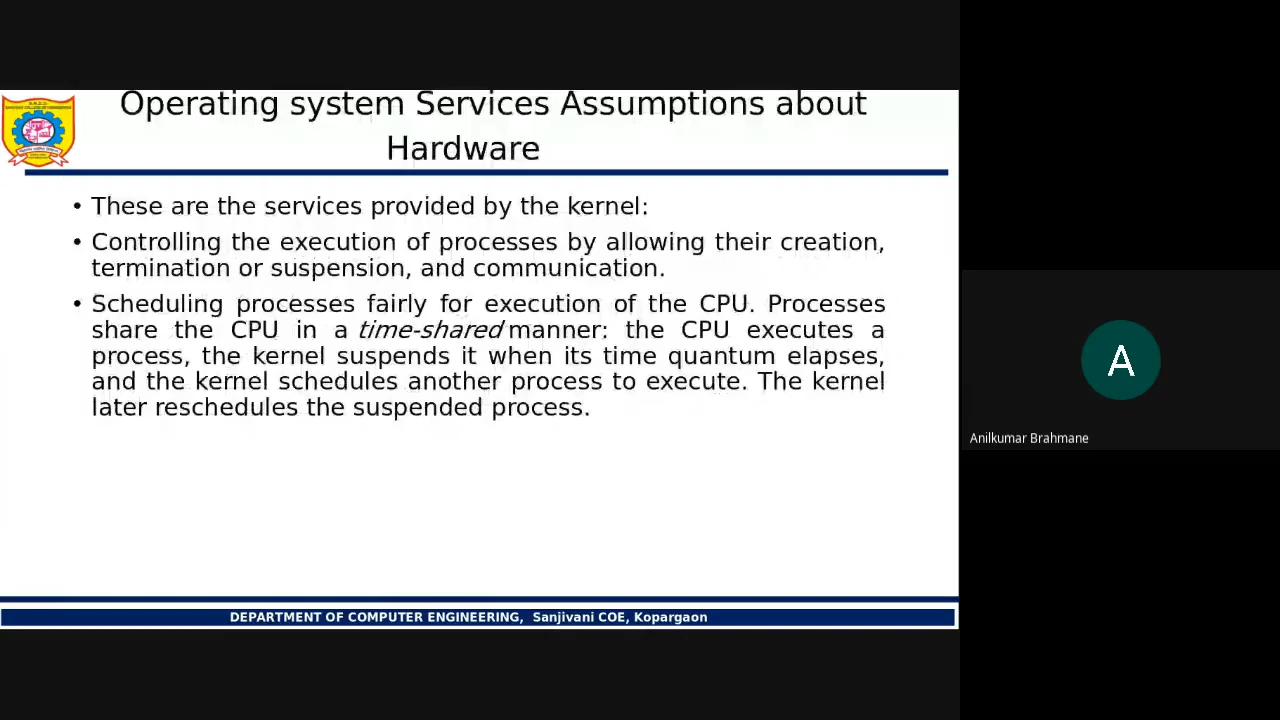 Operating system Services Assumptions about
Hardware
• These are the services provided by the kernel:
• Controlling the execution of processes by allowing their creation,
termination or suspension, and communication.
• Scheduling processes fairly for execution of the CPU. Processes
share the CPU in a time-shared manner: the CPU executes a
process, the kernel suspends it when its time quantum elapses,
and the kernel schedules another process to execute. The kernel
later reschedules the suspended process.
DEPARTMENT OF COMPUTER ENGINEERING, Sanjivani COE, Kopargaon
A
Anilkumar Brahmane